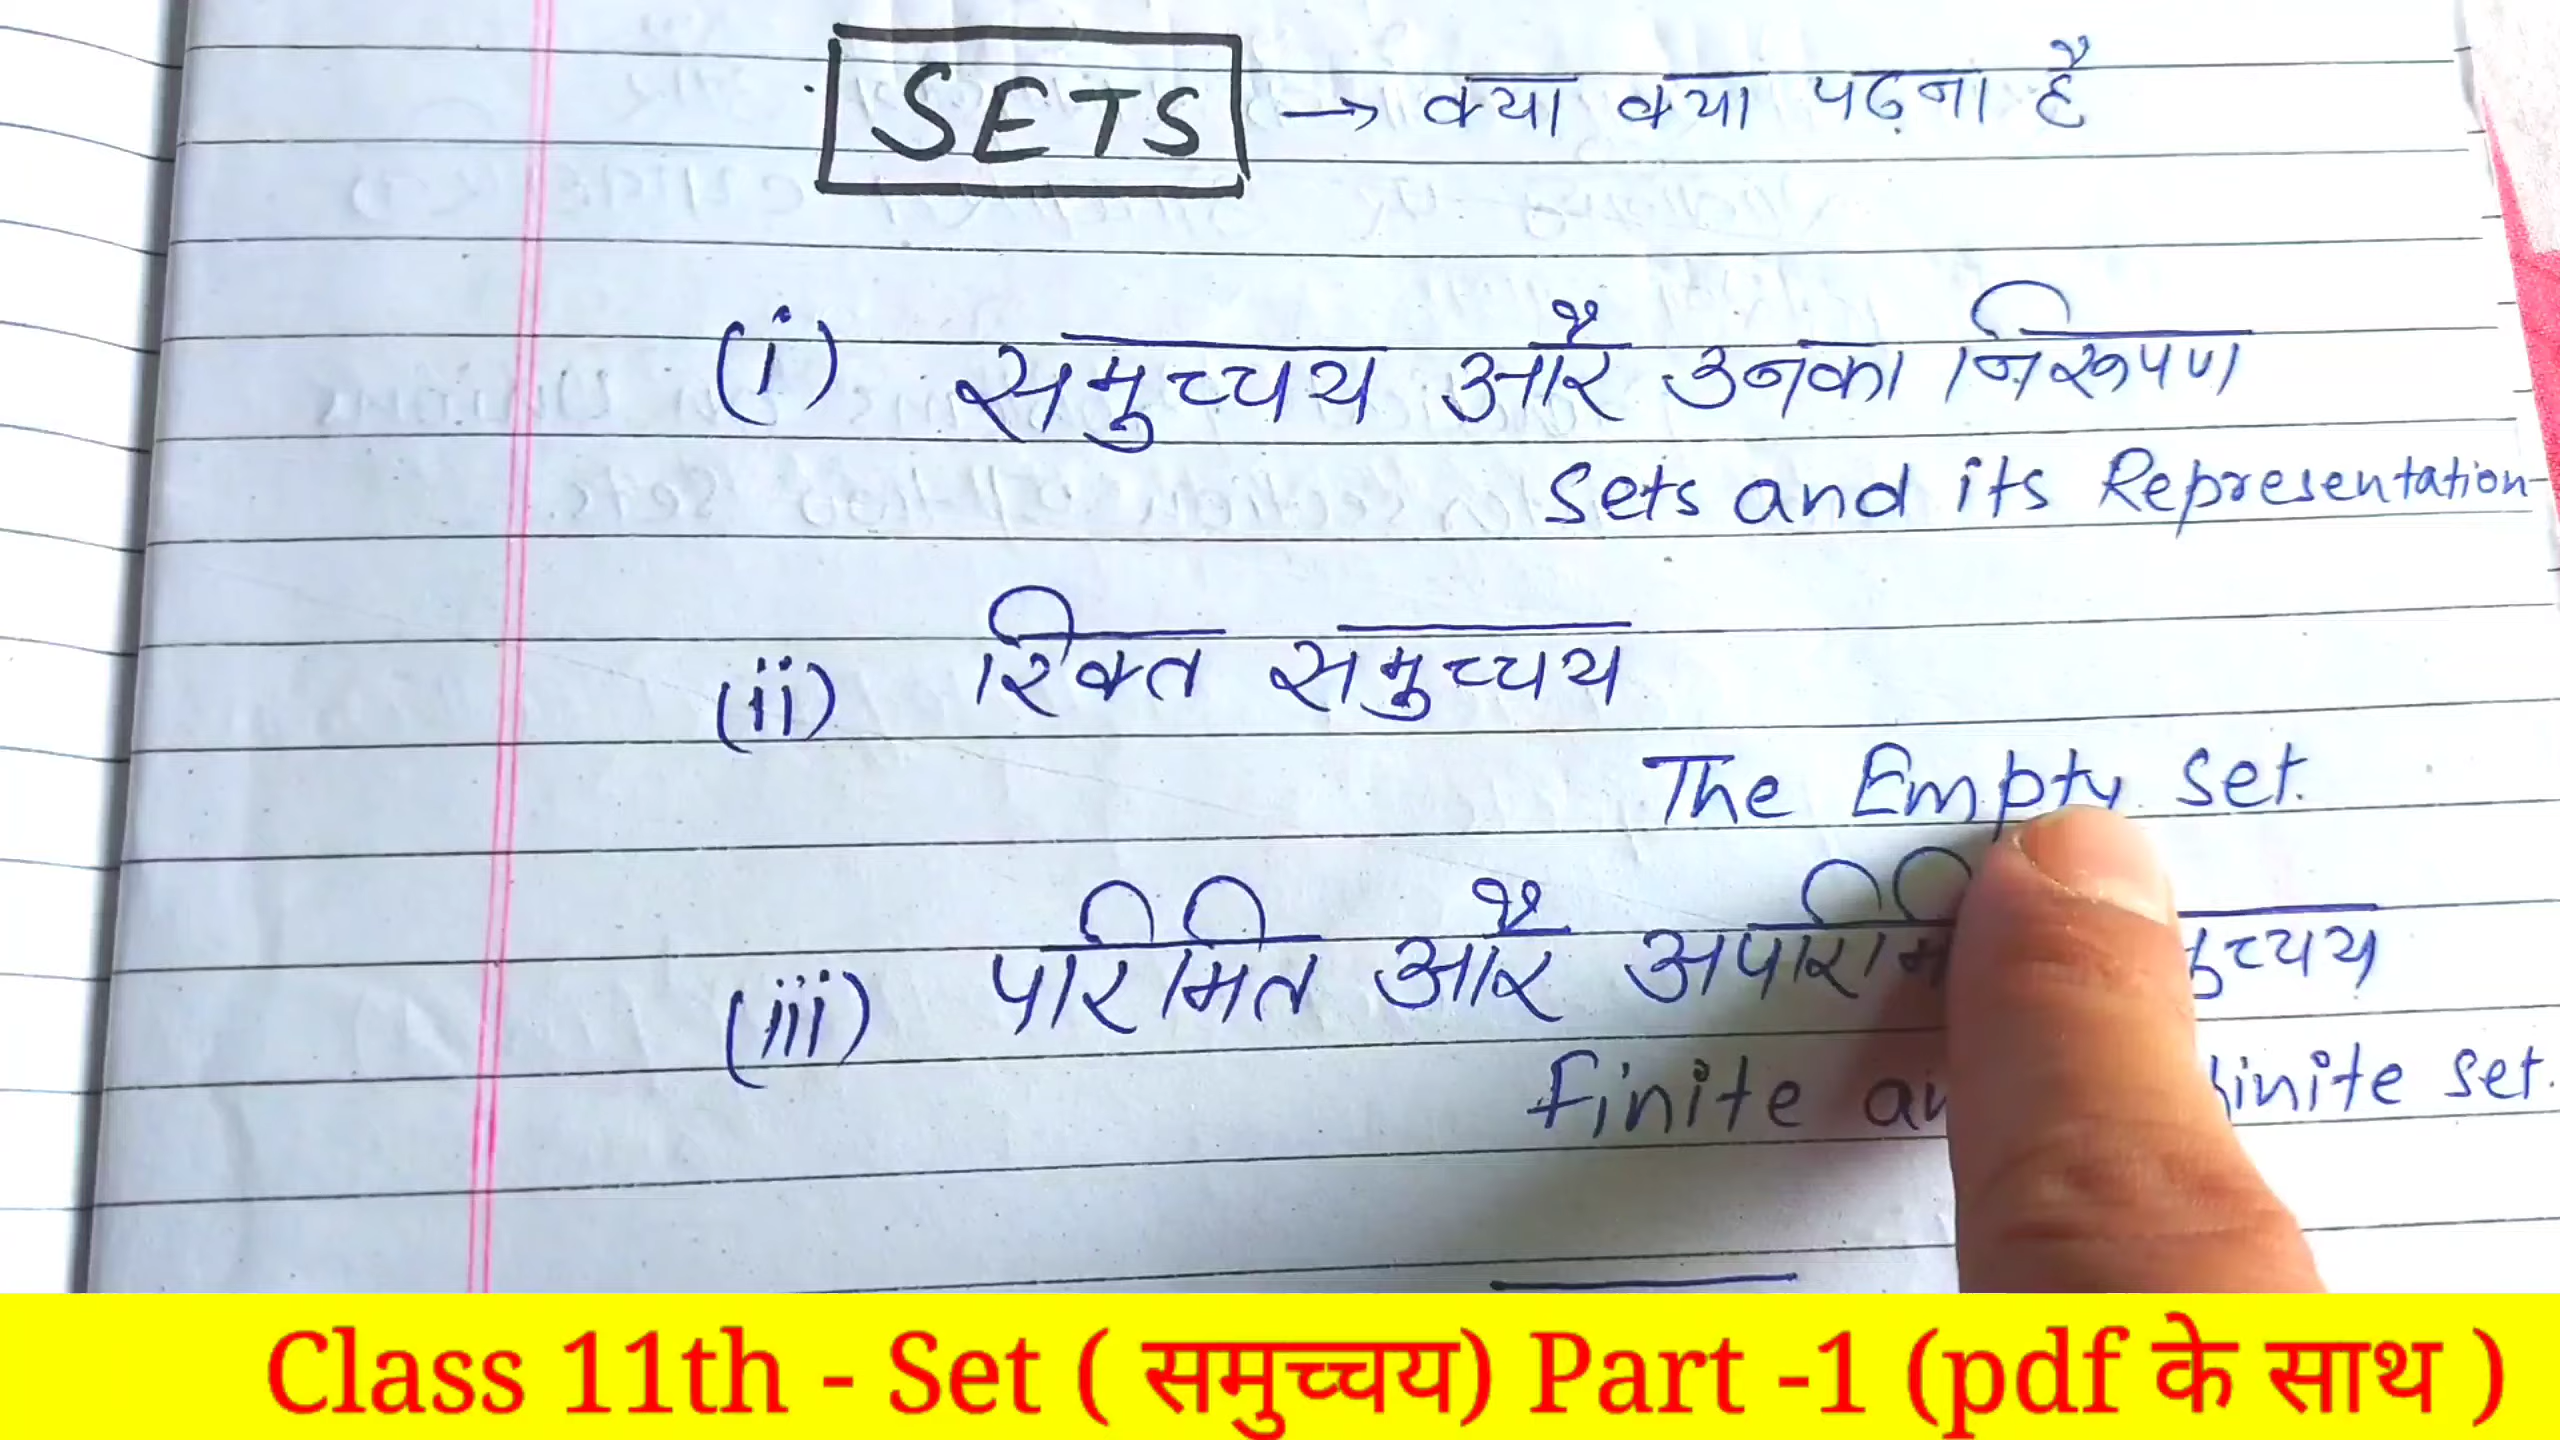 SETS → क्या क्या पढ़ना है
(i) समुच्चय और उनका निरूपण
Sets and its Representation
(ii) रिक्त समुच्चय
The Empty Set.
(iii) परिमित और
finite set.
Class 11th - Set ( समुच्चय) Part -1 (pdf के साथ )